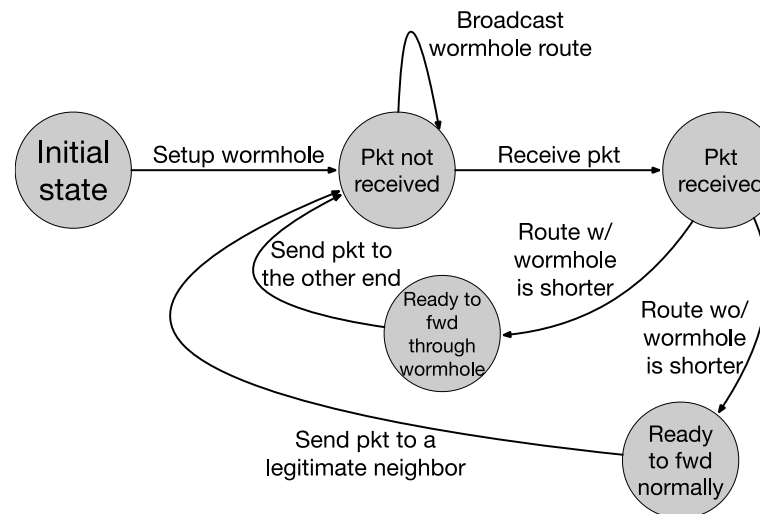 Broadcast
wormhole route
Initial
state
Setup wormhole
Pkt not
received
Receive pkt
Pkt
received
Send pkt to
the other end
Route w/
wormhole
is shorter
Ready to
fwd
through
wormhole
Route wo/
wormhole
is shorter
Send pkt to a
legitimate neighbor
Ready
to fwd
normally